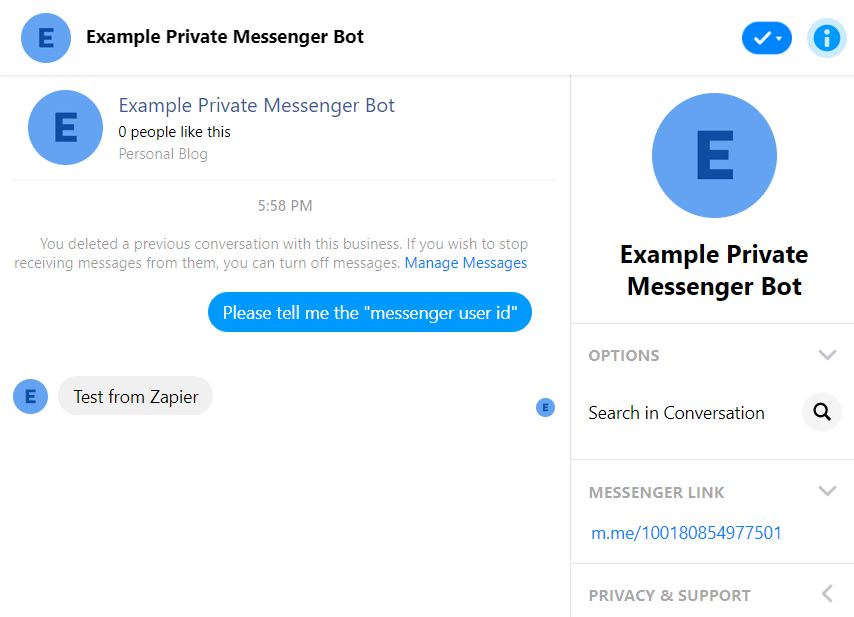 E
Example Private Messenger Bot
E
Example Private Messenger Bot
0 people like this
Personal Blog
5:58 PM
You deleted a previous conversation with this business. If you wish to stop
receiving messages from them, you can turn off messages. Manage Messages
Please tell me the "messenger user id"
E
Test from Zapier
E
E
Example Private
Messenger Bot
OPTIONS
Search in Conversation
MESSENGER LINK
m.me/100180854977501
PRIVACY & SUPPORT